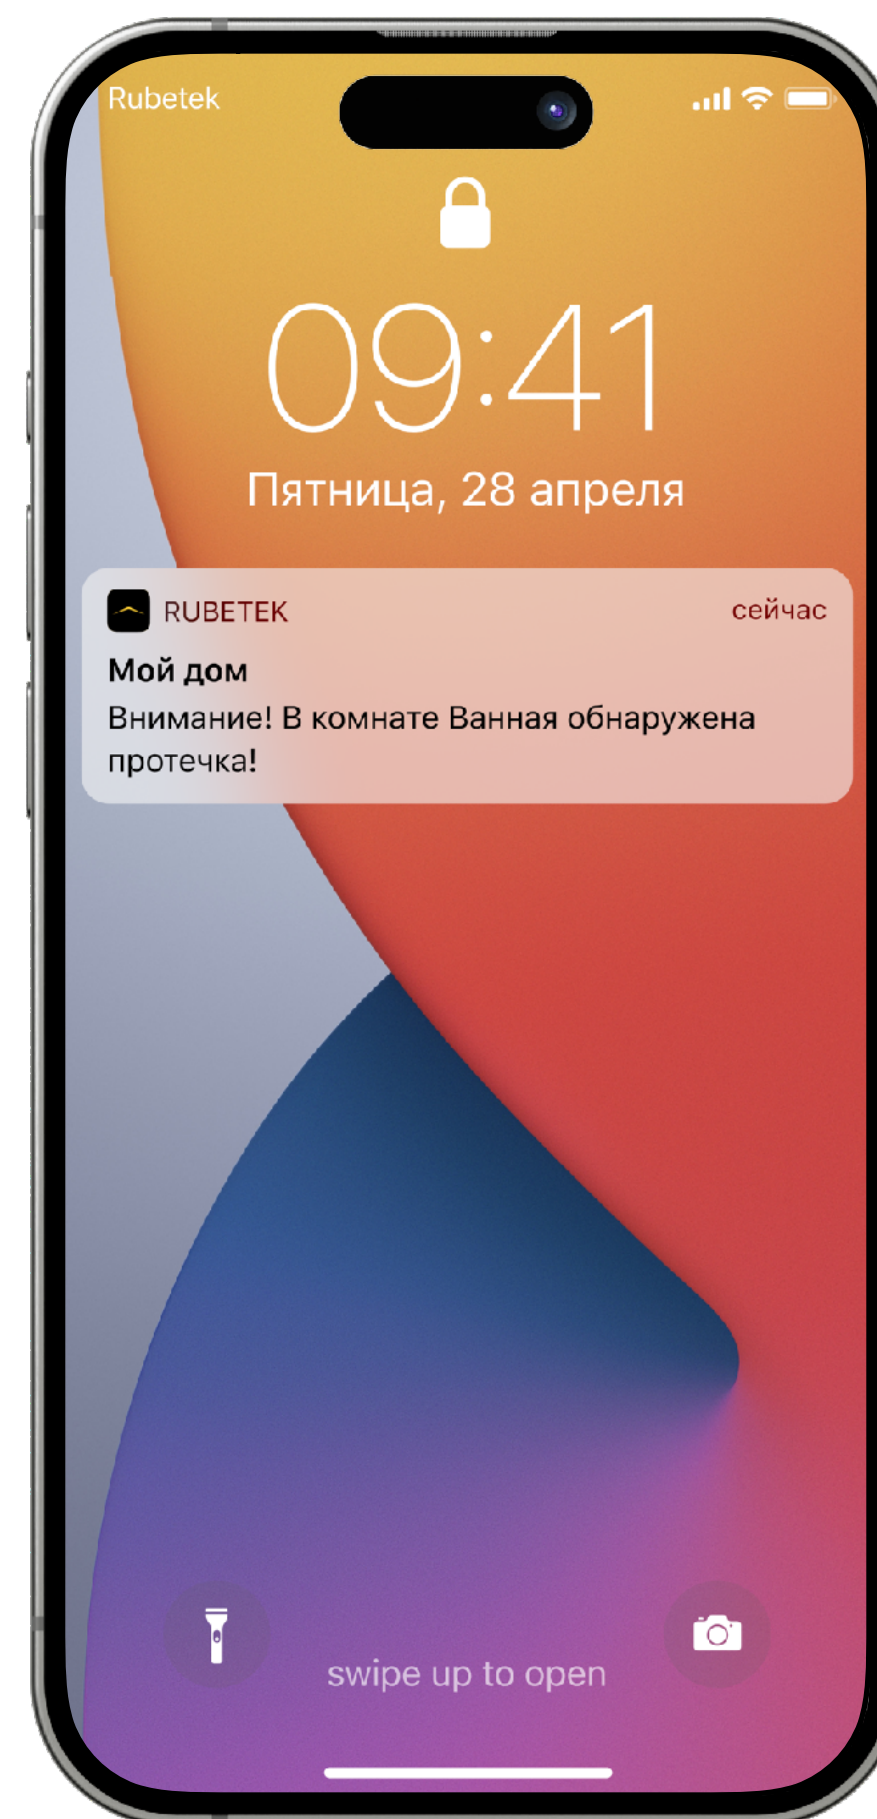 Rubetek
09:41
Пятница, 28 апреля
RUBETEK сейчас
Мой дом
Внимание! В комнате Ванная обнаружена
протечка!
swipe up to open